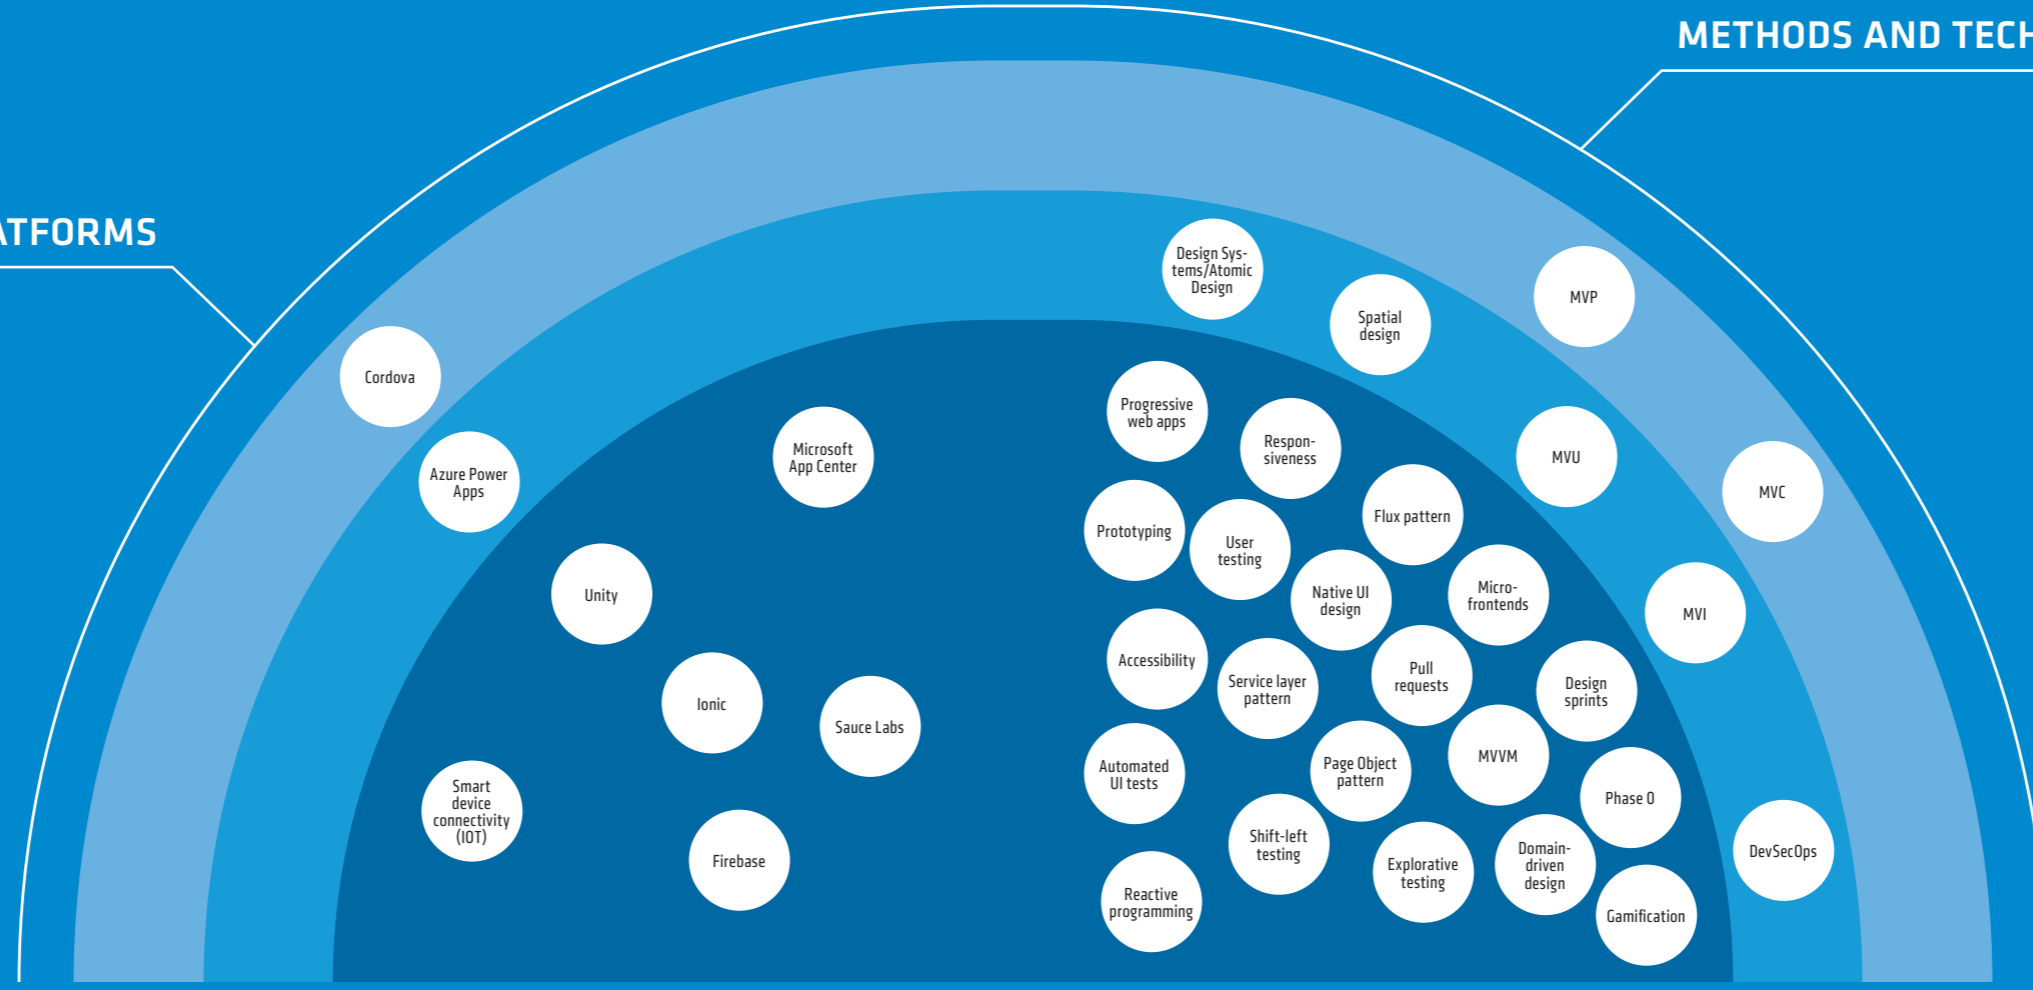 METHODS AND TECH
ATFORMS
Design Sys-
tems/Atomic
Design
Spatial
design
MVP
Cordova
Azure Power
Apps
Microsoft
App Center
Progressive
web apps
Respon-
siveness
MVU
MVC
Flux pattern
Prototyping
User
testing
Unity
Native UI
design
Micro-
frontends
MVI
Accessibility
Service layer
pattern
Pull
requests
Design
sprints
Ionic
Sauce Labs
Automated
UI tests
Page Object
pattern
MVVM
Phase 0
Smart
device
connectivity
(IOT)
Firebase
Shift-left
testing
Explorative
testing
Domain-
driven
design
DevSecOps
Reactive
programming
Gamification